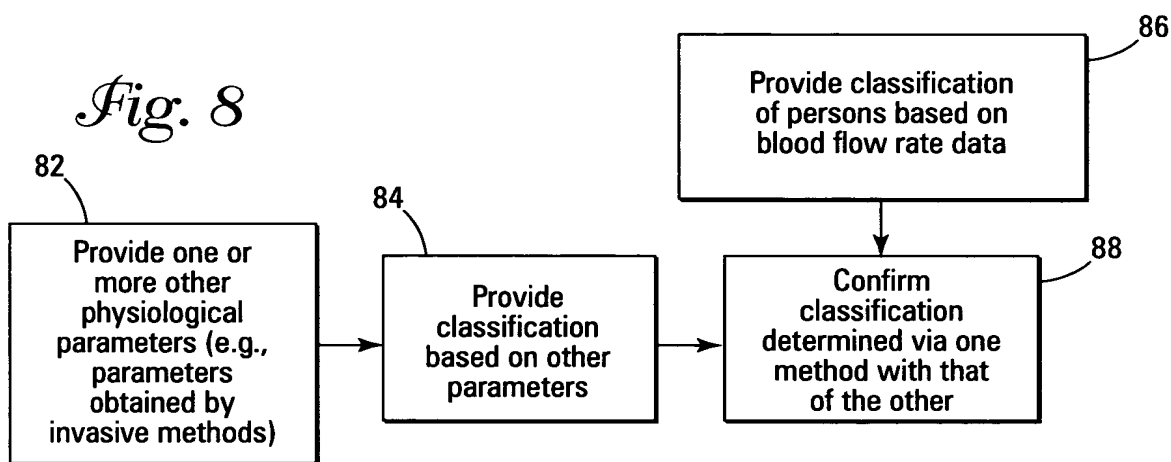 Fig. 8
82
Provide one or
more other
physiological
parameters (e.g.,
parameters
obtained by
invasive methods)
84
Provide
classification
based on other
parameters
86
Provide classification
of persons based on
blood flow rate data
88
Confirm
classification
determined via one
method with that
of the other